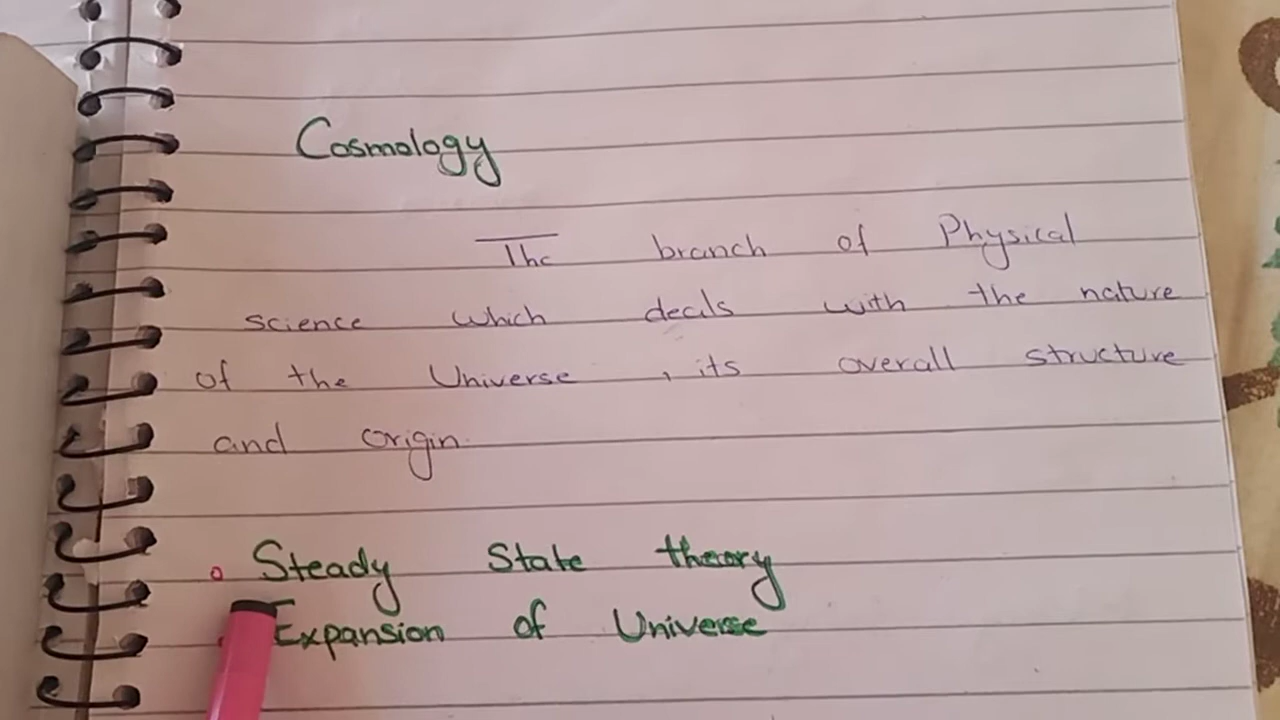 Cosmology
The branch of Physical
science which deals with the nature
of the Universe , its overall structure
and origin.
Steady State theory
Expansion of Universe